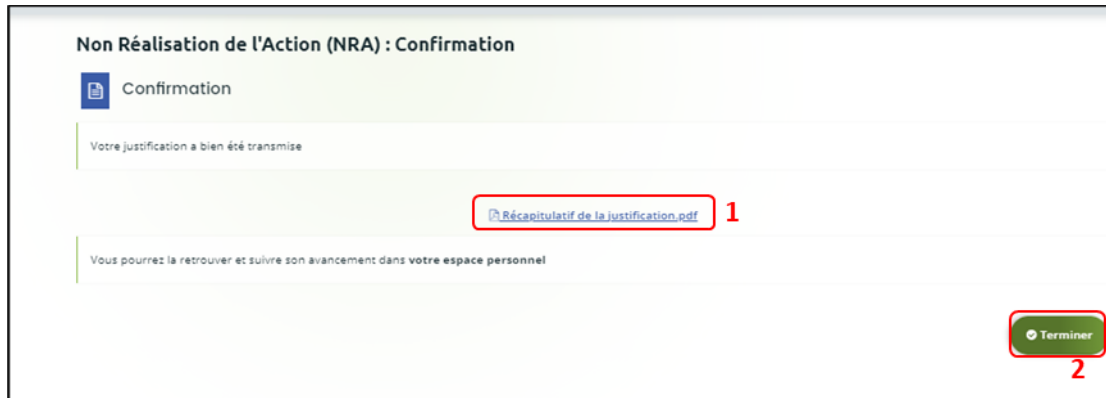 Non Réalisation de l'Action (NRA) : Confirmation
Confirmation
Votre justification a bien été transmise
Récapitulatif de la justification.pdf 1
Vous pourrez la retrouver et suivre son avancement dans votre espace personnel
Terminer
2